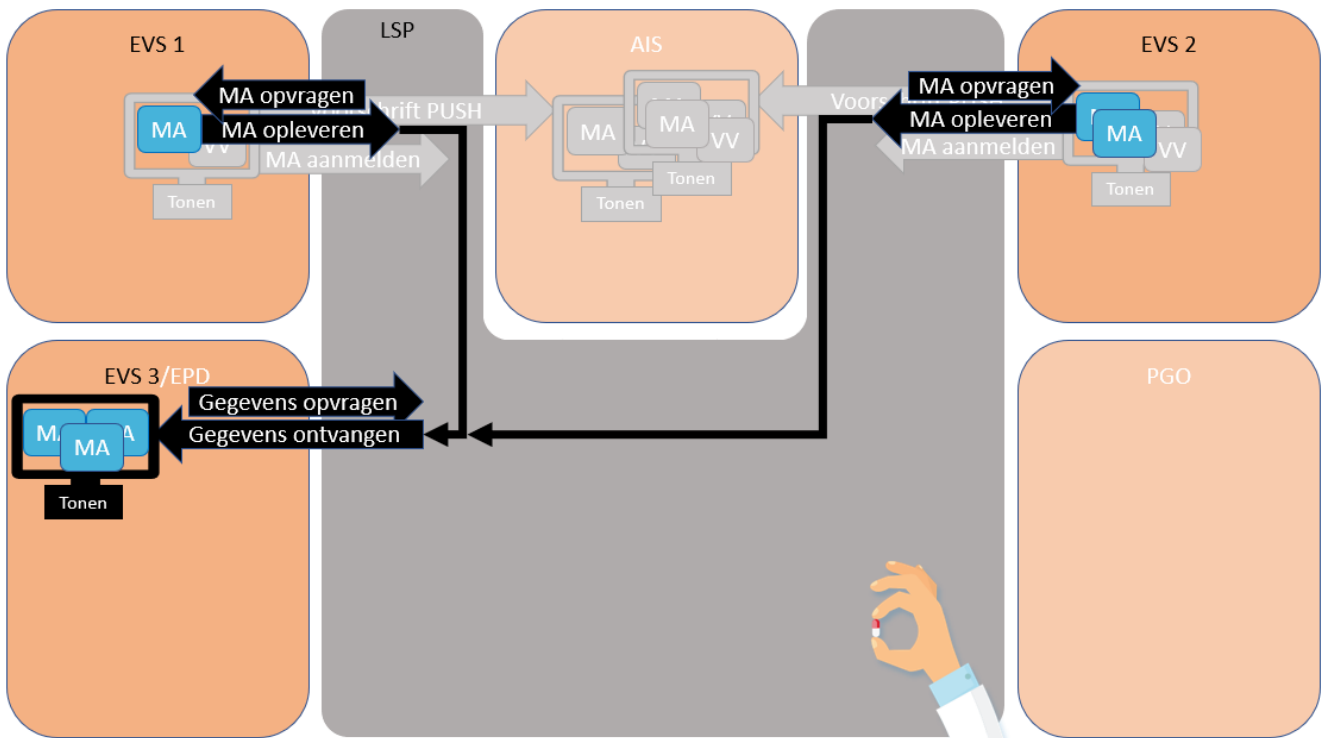 EVS 1
MA opvragen
MA opleveren
MA aanmelden
MA
VV
Tonen
LSP
PUSH
AIS
MA
MA
VV
Tonen
Tonen
EVS 2
MA opvragen
MA opleveren
MA aanmelden
MA
VV
Tonen
EVS 3/EPD
Gegevens opvragen
Gegevens ontvangen
MA
Tonen
PGO